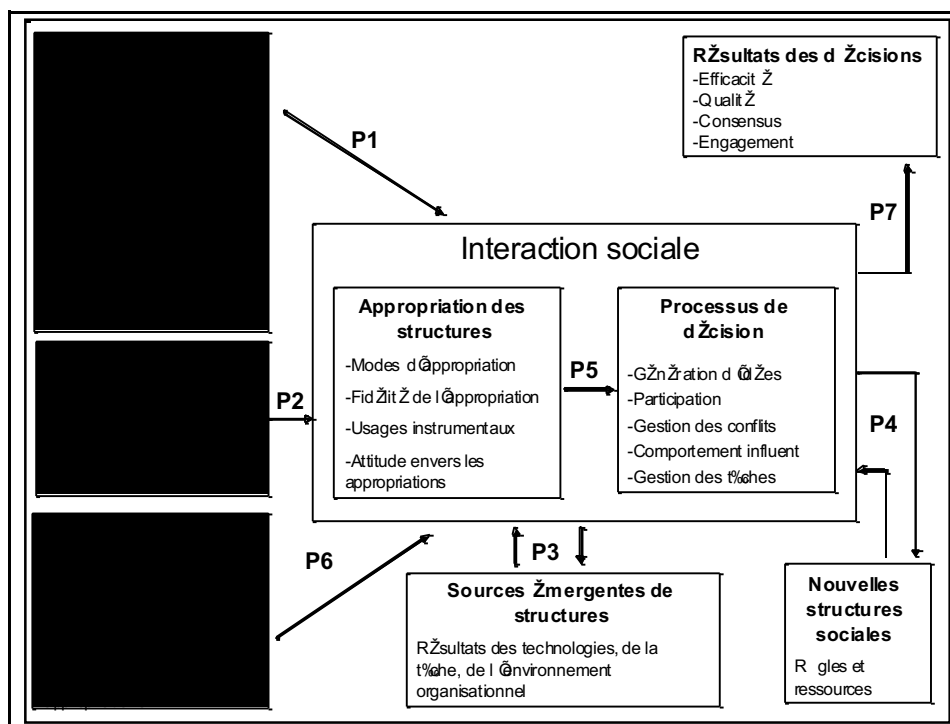 RŽsultats des d Žcisions
-Efficacit Ž
-QualitŽ
-Consensus
-Engagement
P1
P7
Interaction sociale
Appropriation des
structures
-Modes dÕappropriation
-FidŽlitŽ de lÕappropriation
-Usages instrumentaux
-Attitude envers les
appropriations
P2
P5
Processus de
dŽcision
-GŽnŽration d ÕidŽes
-Participation
-Gestion des conflits
-Comportement influent
-Gestion des t‰ches
P4
P6
P3
Sources Žmergentes de
structures
RŽsultats des technologies, de la
t‰che, de l Õenvironnement
organisationnel
Nouvelles
structures
sociales
R gles et
ressources